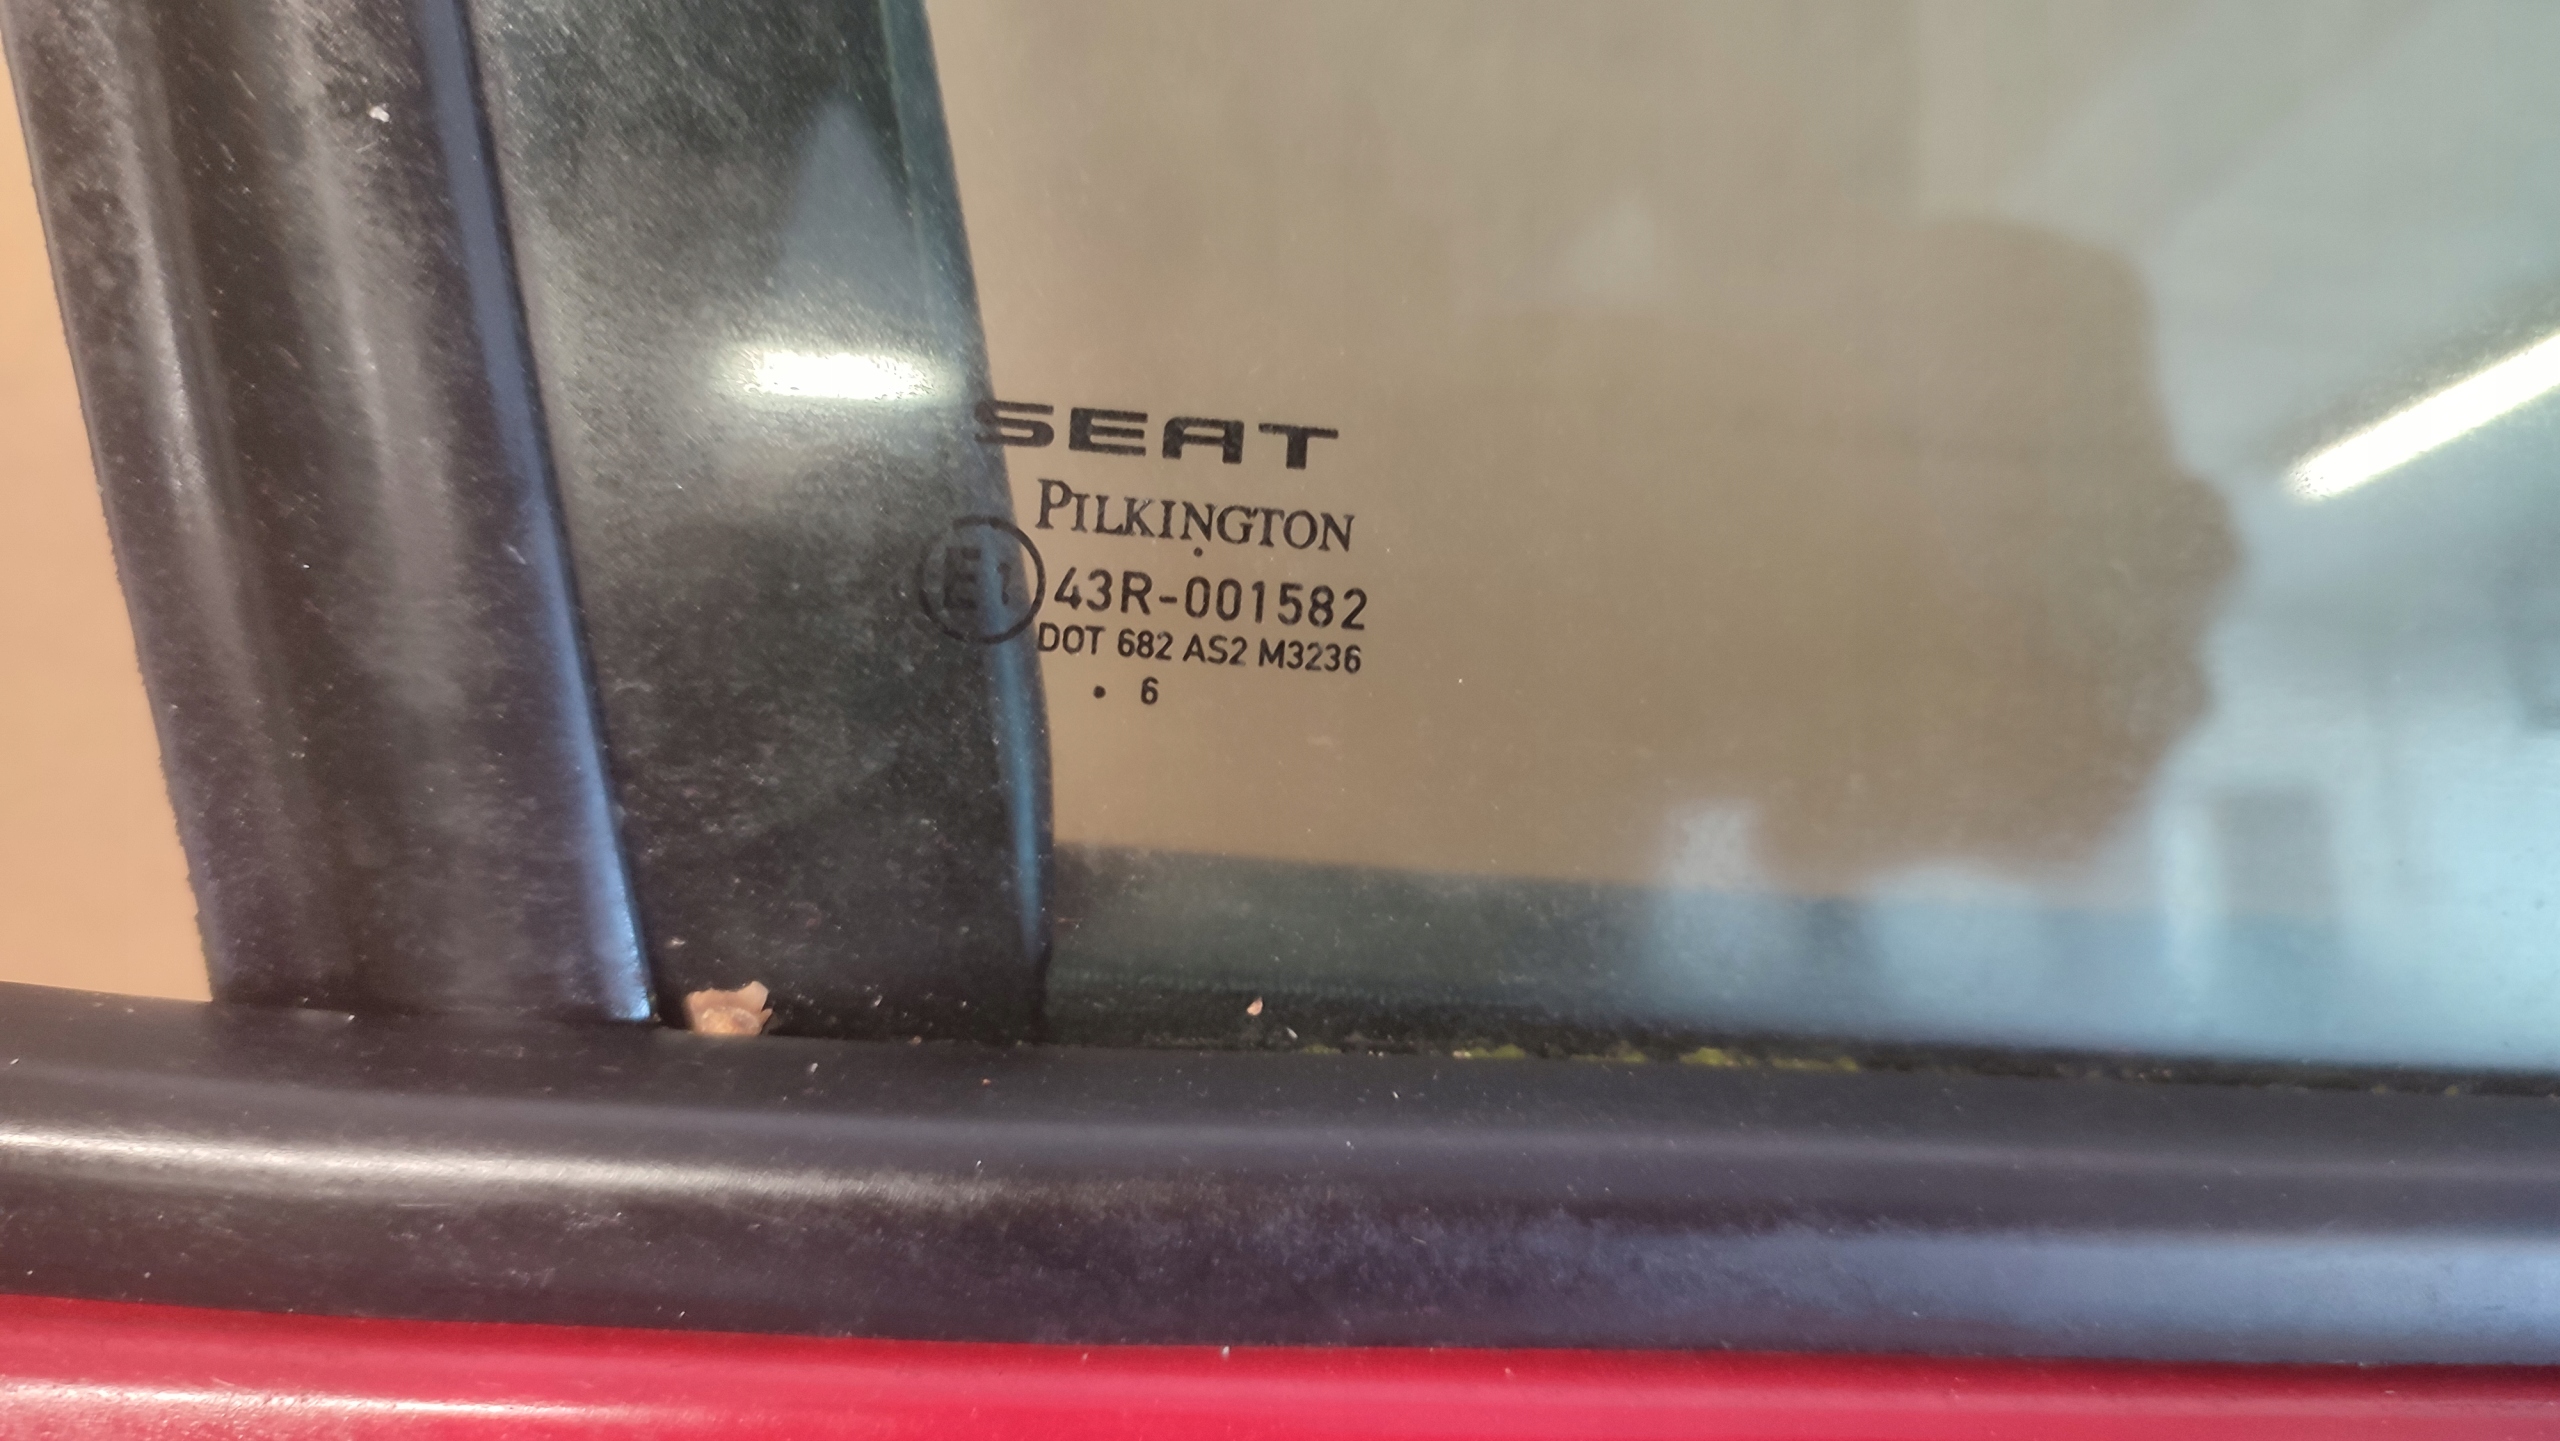 SEAT
PILKINGTON
E1 43R-001582
DOT 682 AS2 M3236
. 6